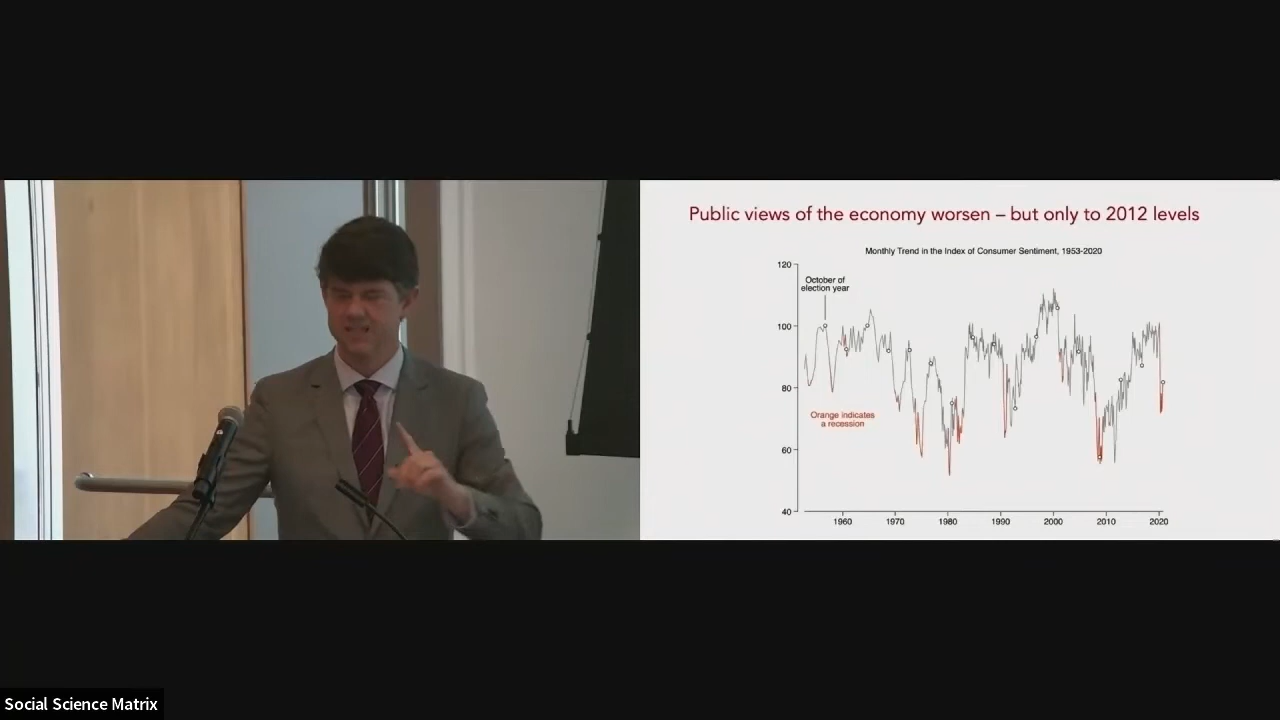 Public views of the economy worsen – but only to 2012 levels
Monthly Trend in the Index of Consumer Sentiment, 1953-2020
120
October of
election year
100
80
Orange indicates
a recession
60
40
1960 1970 1980 1990 2000 2010 2020
Social Science Matrix